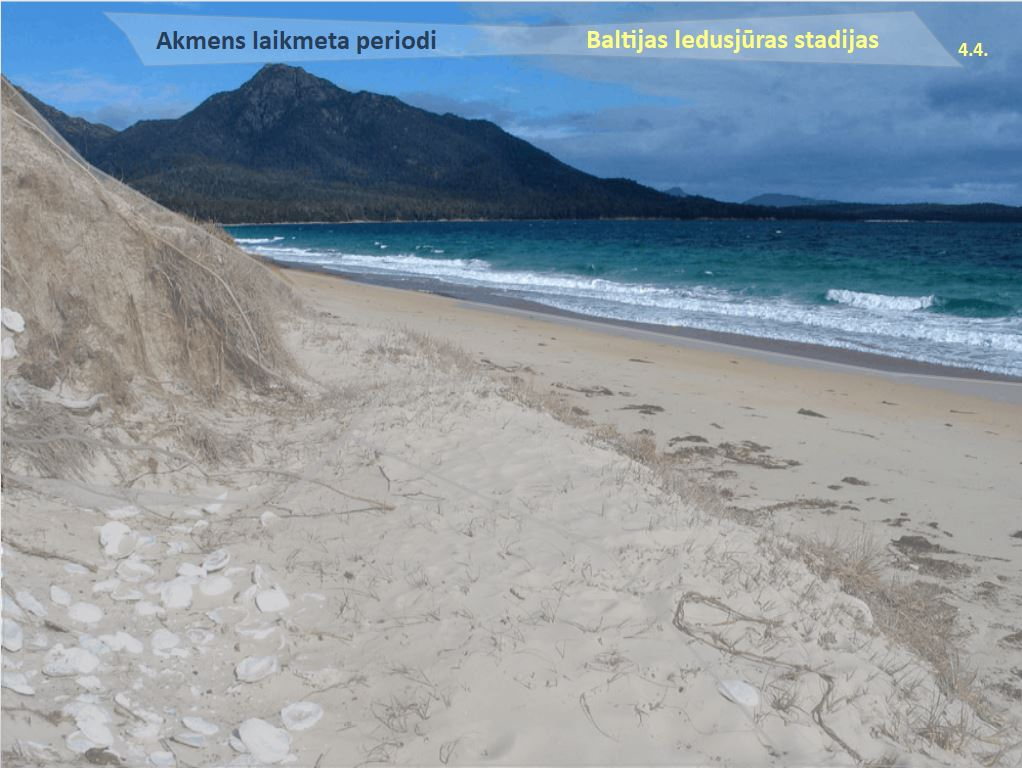 Akmens laikmeta periodi
Baltijas ledusjūras stadijas
4.4.